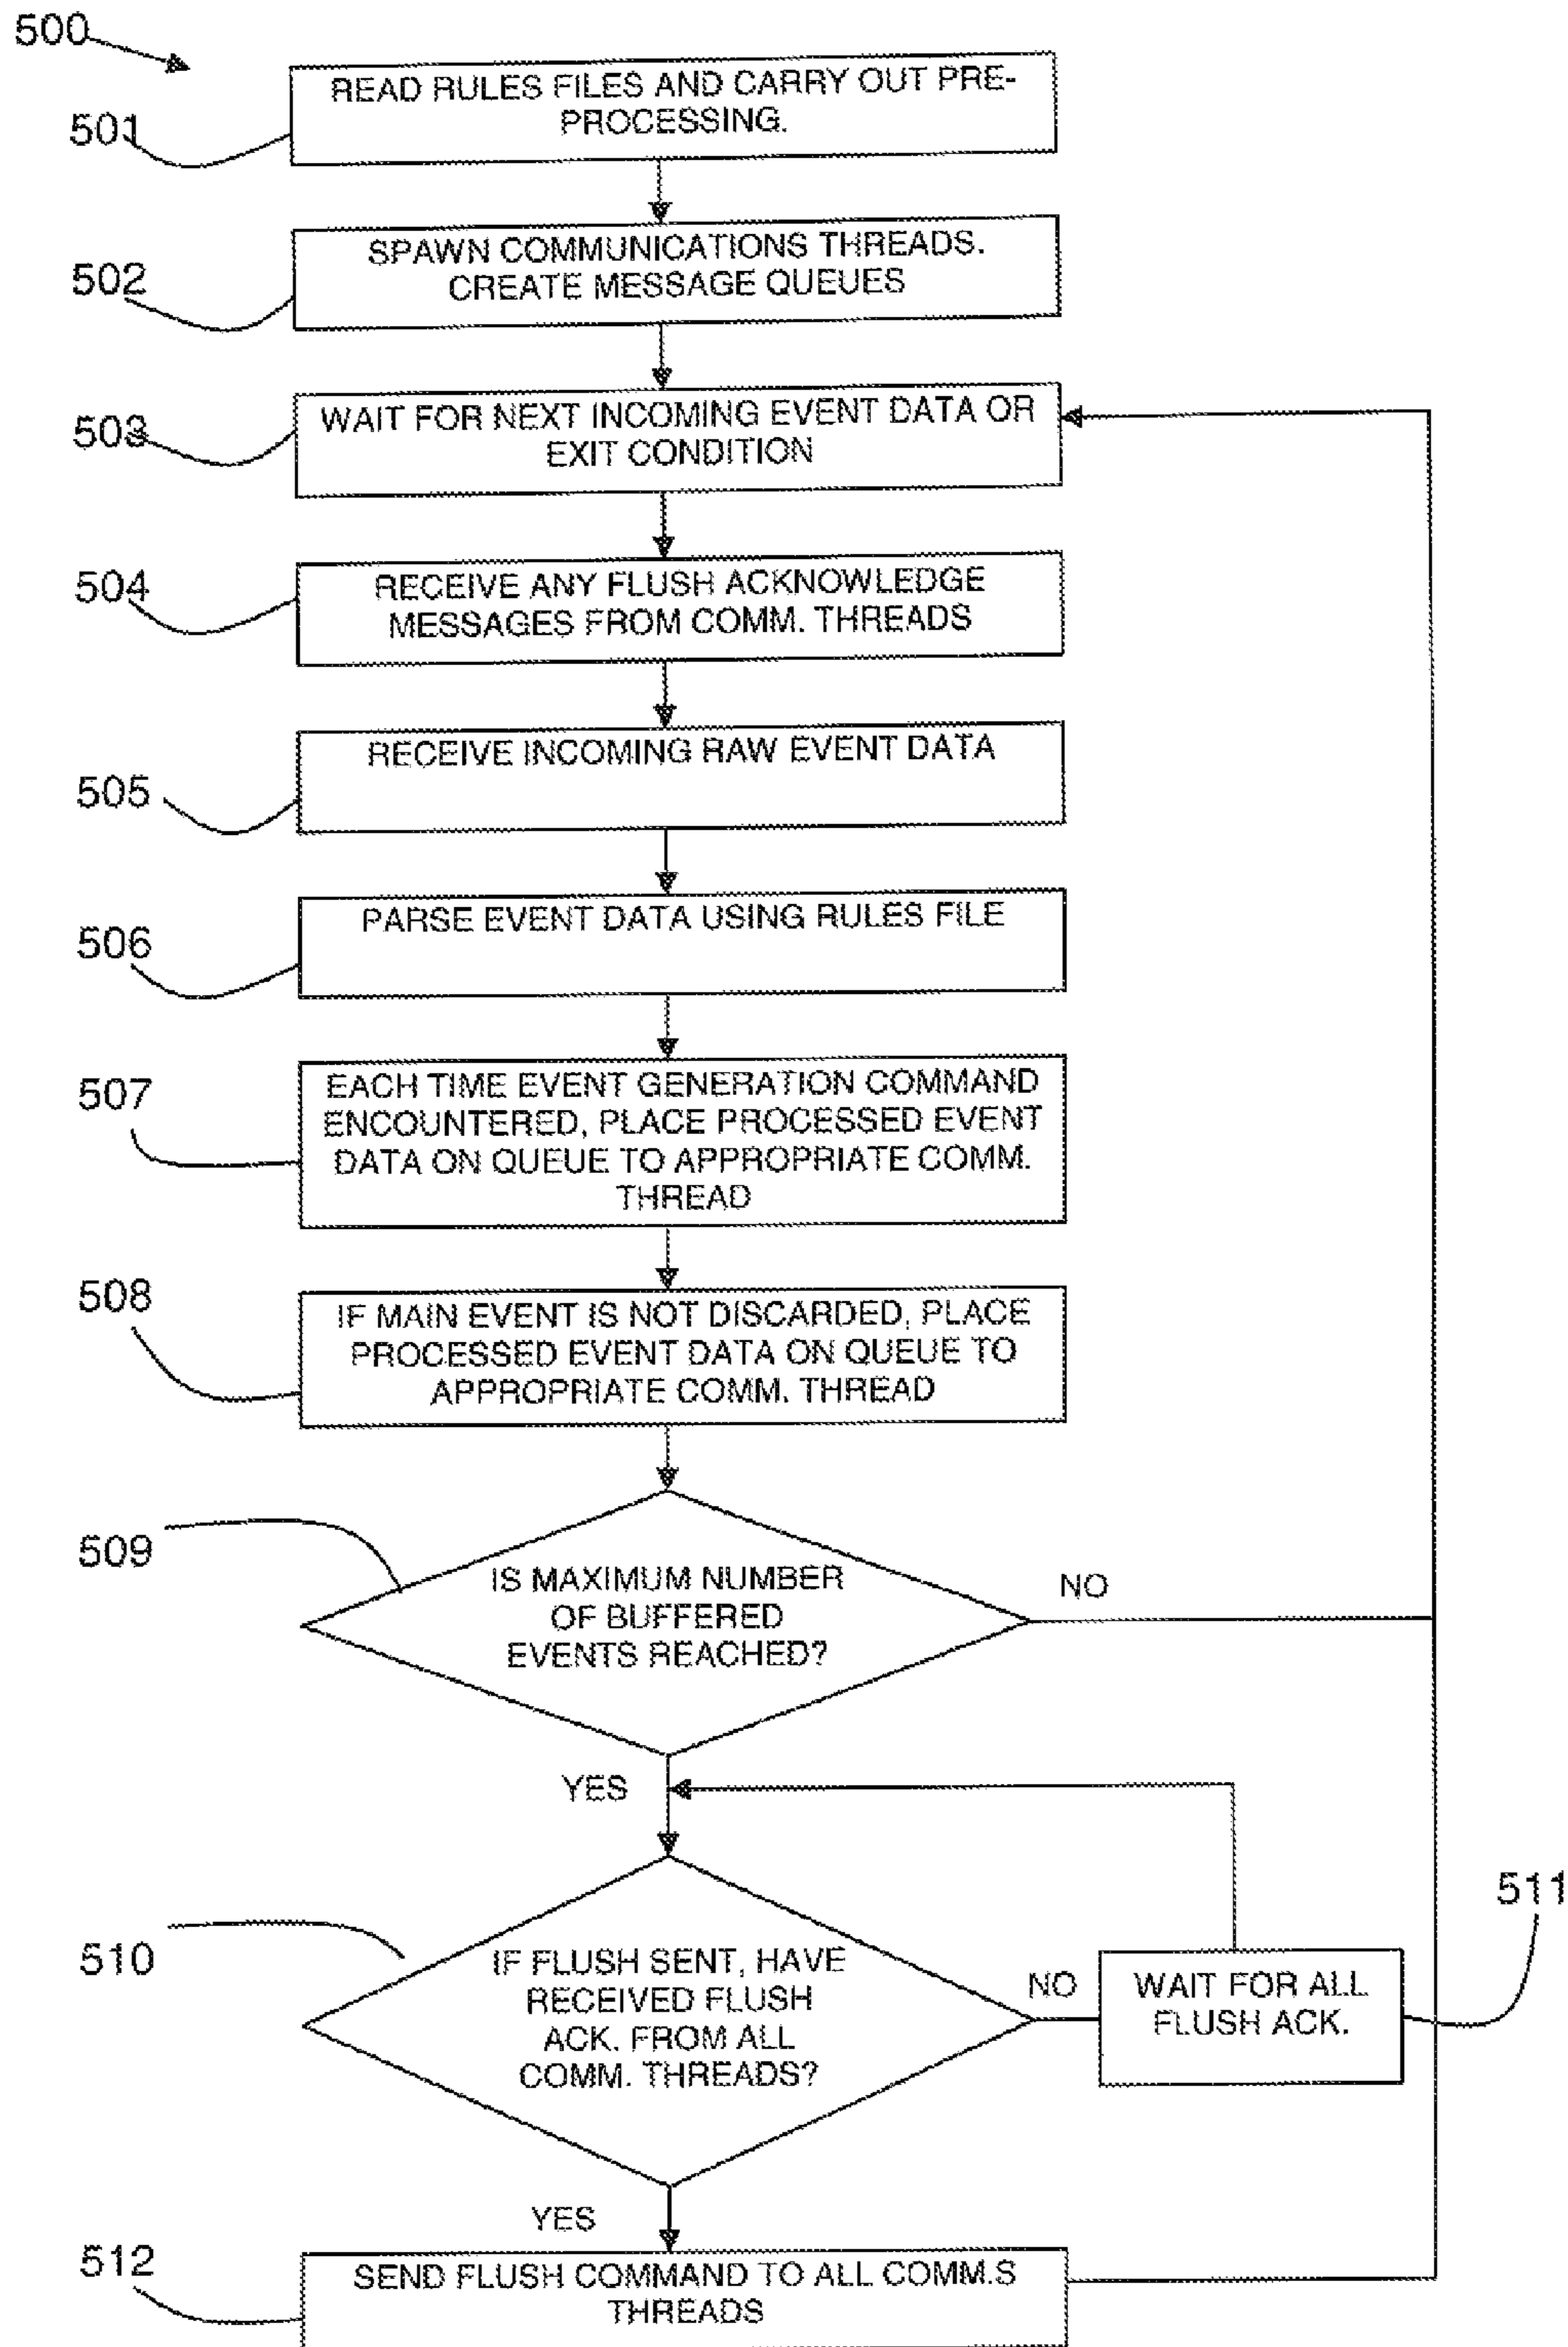 500
501
READ RULES FILES AND CARRY OUT PRE-
PROCESSING.
502
SPAWN COMMUNICATIONS THREADS.
CREATE MESSAGE QUEUES
503
WAIT FOR NEXT INCOMING EVENT DATA OR
EXIT CONDITION
504
RECEIVE ANY FLUSH ACKNOWLEDGE
MESSAGES FROM COMM. THREADS
505
RECEIVE INCOMING RAW EVENT DATA
506
PARSE EVENT DATA USING RULES FILE
507
EACH TIME EVENT GENERATION COMMAND
ENCOUNTERED, PLACE PROCESSED EVENT
DATA ON QUEUE TO APPROPRIATE COMM.
THREAD
508
IF MAIN EVENT IS NOT DISCARDED, PLACE
PROCESSED EVENT DATA ON QUEUE TO
APPROPRIATE COMM. THREAD
509
IS MAXIMUM NUMBER
OF BUFFERED
EVENTS REACHED?
NO
YES
510
IF FLUSH SENT, HAVE
RECEIVED FLUSH
ACK. FROM ALL
COMM. THREADS?
NO
WAIT FOR ALL
FLUSH ACK.
511
YES
512
SEND FLUSH COMMAND TO ALL COMM.S
THREADS